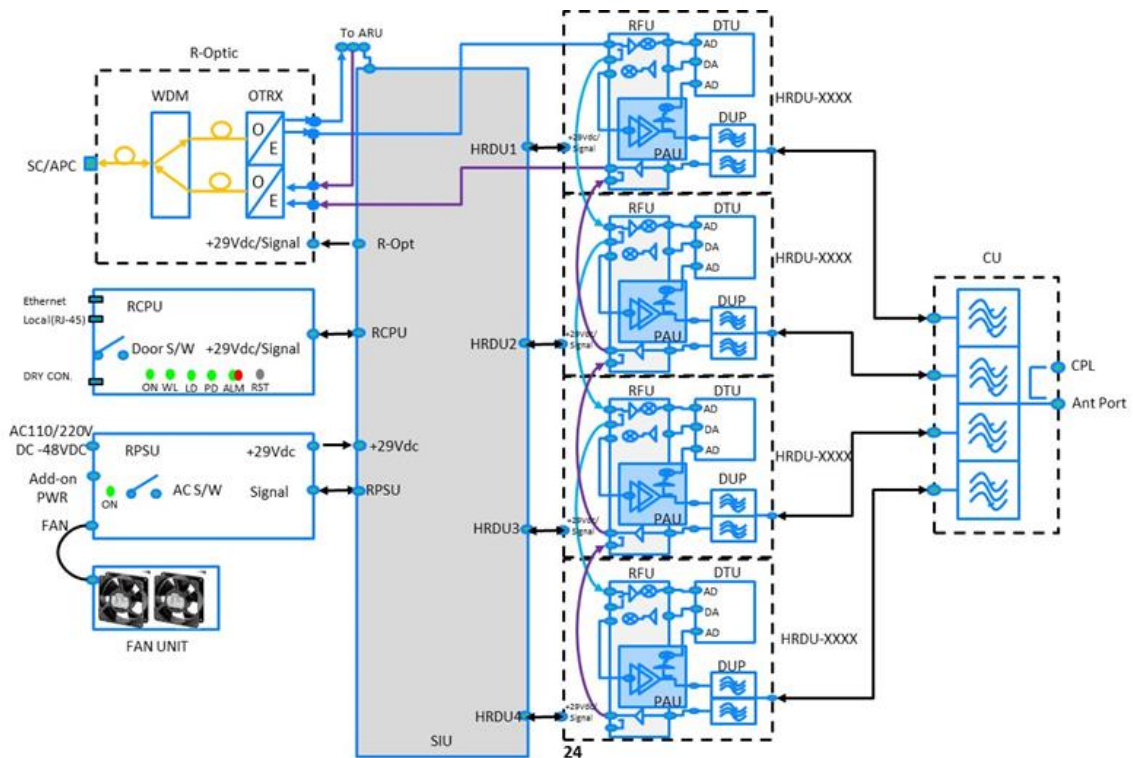 To ARU
R-Optic
WDM
OTRX
O
E
O
E
SC/APC
+29Vdc/Signal
R-Opt
Ethernet
Local(RJ-45)
RCPU
Door S/W
+29Vdc/Signal
DRY CON.
ON WL LD PD ALM RST
RCPU
AC110/220V
DC -48VDC
RPSU
+29Vdc
Add-on
PWR
ON
AC S/W
Signal
FAN
+29Vdc
RPSU
FAN UNIT
SIU
HRDU1
HRDU2
HRDU3
HRDU4
RFU
DTU
AD
DA
AD
HRDU-XXXX
DUP
+29Vdc/
Signal
PAU
RFU
DTU
AD
DA
AD
HRDU-XXXX
DUP
+29Vdc/
Signal
PAU
RFU
DTU
AD
DA
AD
HRDU-XXXX
DUP
+29Vdc/
Signal
PAU
RFU
DTU
AD
DA
AD
HRDU-XXXX
DUP
+29Vdc/
Signal
PAU
CU
CPL
Ant Port
24